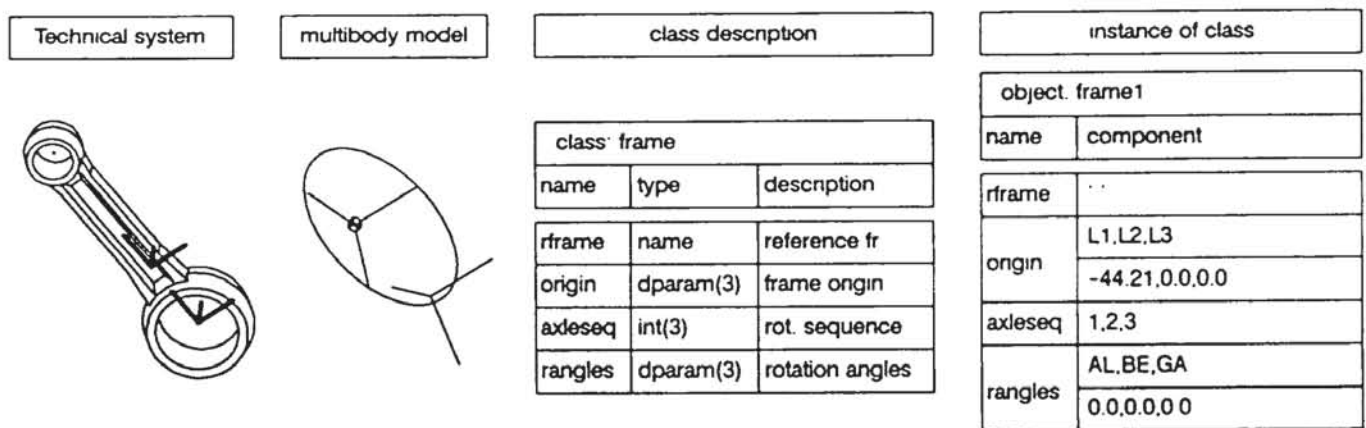 Technical system
multibody model
class description
instance of class
class: frame
name type description
rframe name reference fr
origin dparam(3) frame origin
axleseq int(3) rot. sequence
rangles dparam(3) rotation angles
object. frame1
name component
rframe . .
origin L1,L2,L3
-44.21,0.0,0.0
axleseq 1,2,3
rangles AL,BE,GA
0.0,0.0,0 0